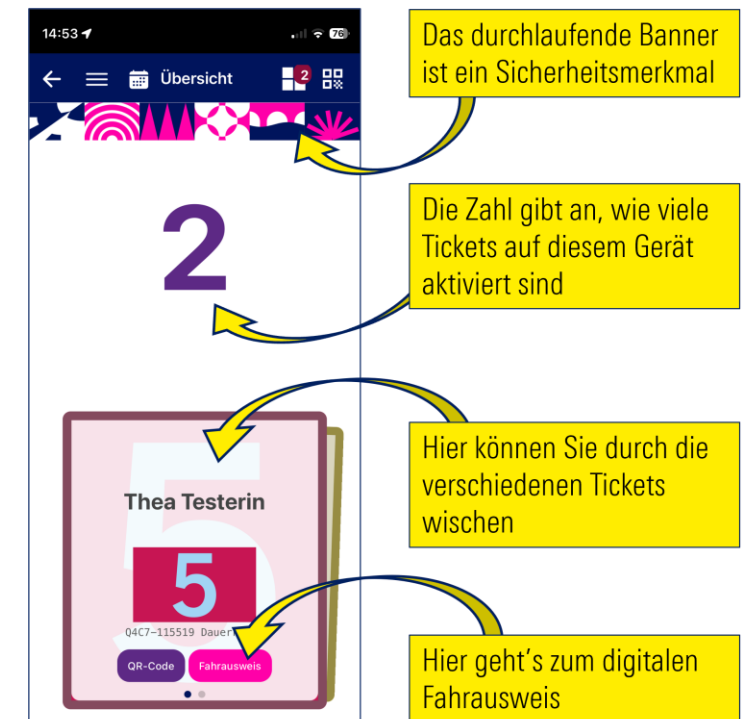 14:53
76
Übersicht
2
Das durchlaufende Banner
ist ein Sicherheitsmerkmal
2
Die Zahl gibt an, wie viele
Tickets auf diesem Gerät
aktiviert sind
5
Thea Testerin
5
Q4C7–115519
Hier können Sie durch die
verschiedenen Tickets
wischen
QR-Code
Fahrausweis
Hier geht's zum digitalen
Fahrausweis